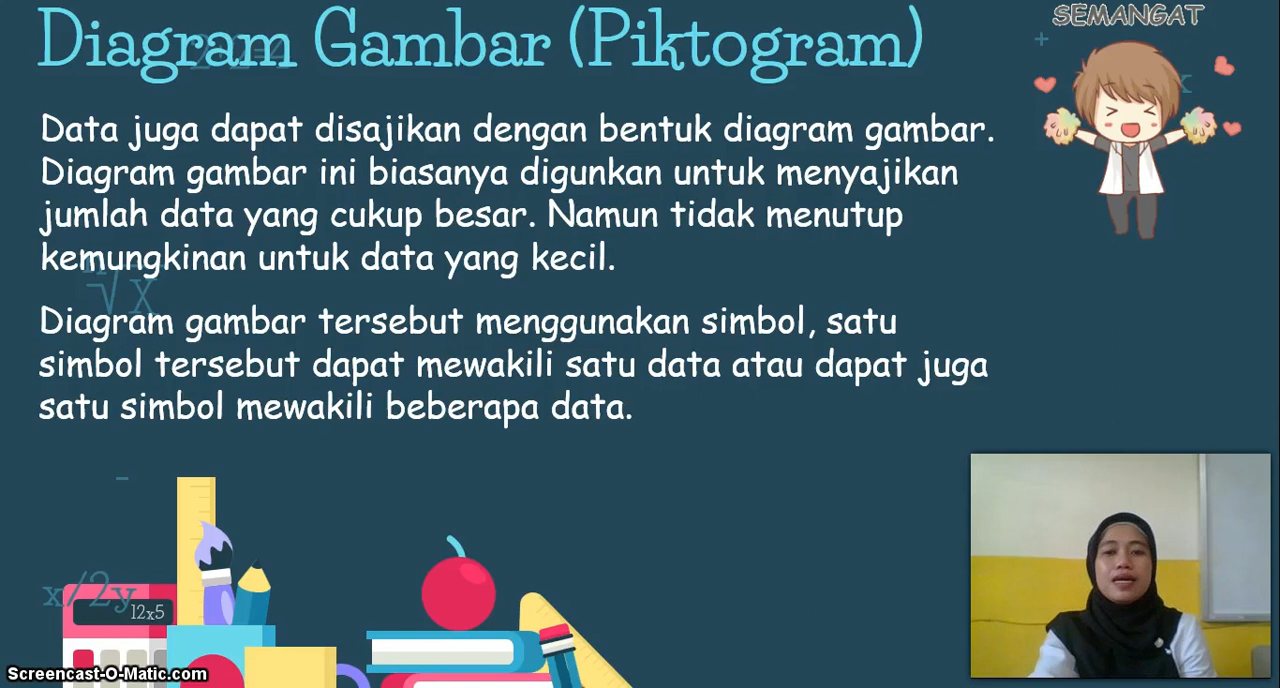 SEMANGAT
Diagram Gambar (Piktogram)
Data juga dapat disajikan dengan bentuk diagram gambar.
Diagram gambar ini biasanya digunkan untuk menyajikan
jumlah data yang cukup besar. Namun tidak menutup
kemungkinan untuk data yang kecil.
Diagram gambar tersebut menggunakan simbol, satu
simbol tersebut dapat mewakili satu data atau dapat juga
satu simbol mewakili beberapa data.
x/2y
12x5
Screencast-O-Matic.com